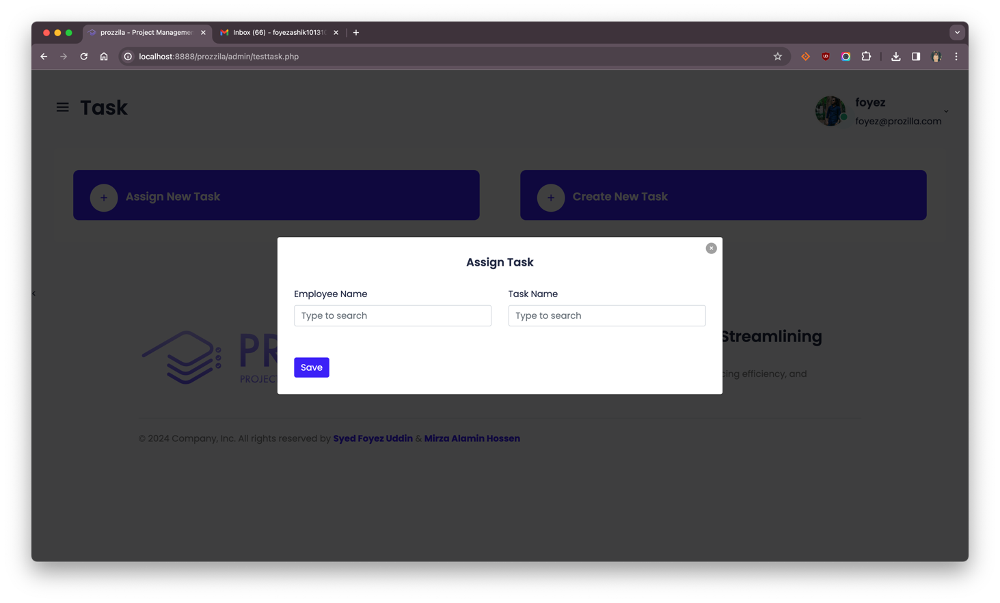 prozzila - Project Managemen
Inbox (66) - foyezashik10131
localhost:8888/prozzila/admin/testtask.php
Task
foyez
foyez@prozilla.com
+ Assign New Task
+ Create New Task
Assign Task
Employee Name
Task Name
Type to search
Type to search
Save
<
PR
PROJECT
Streamlining
cing efficiency, and
© 2024 Company, Inc. All rights reserved by Syed Foyez Uddin & Mirza Alamin Hossen